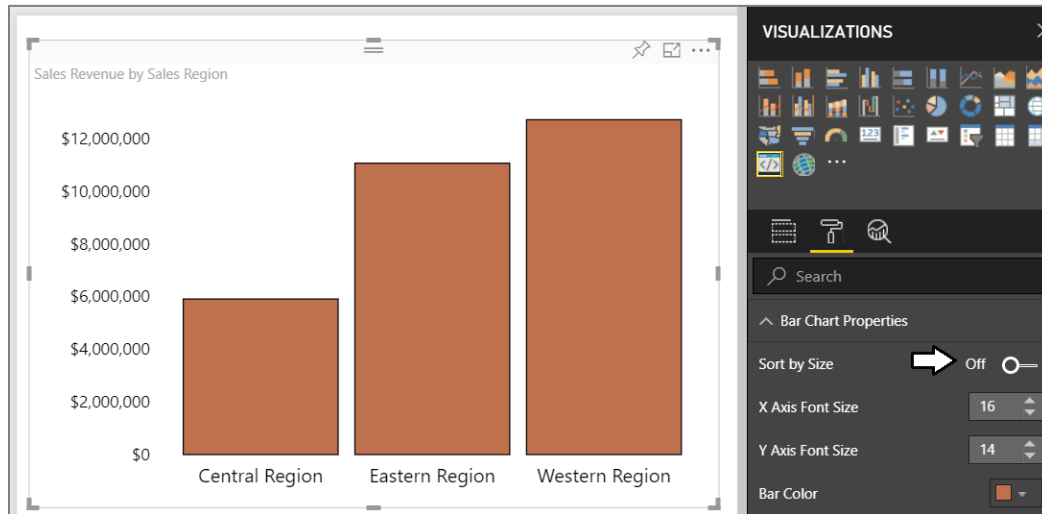 VISUALIZATIONS
Sales Revenue by Sales Region
$12,000,000
$10,000,000
$8,000,000
$6,000,000
$4,000,000
$2,000,000
$0
Central Region Eastern Region Western Region
123
Search
Bar Chart Properties
Sort by Size Off
X Axis Font Size 16
Y Axis Font Size 14
Bar Color